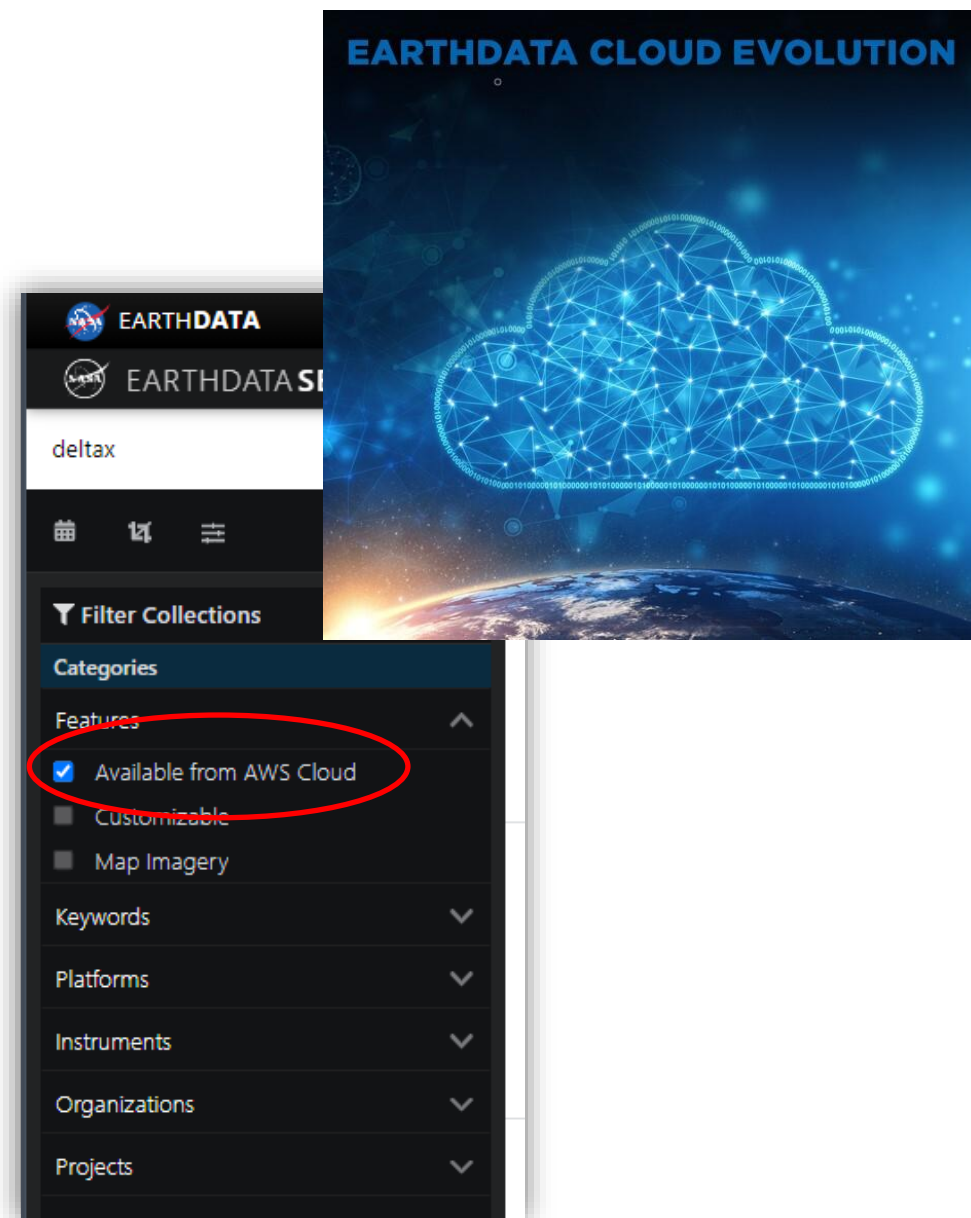 EARTHDATA CLOUD EVOLUTION
EARTHDATA
EARTHDATA
deltax
Filter Collections
Categories
Features
Available from AWS Cloud
Customizable
Map Imagery
Keywords
Platforms
Instruments
Organizations
Projects